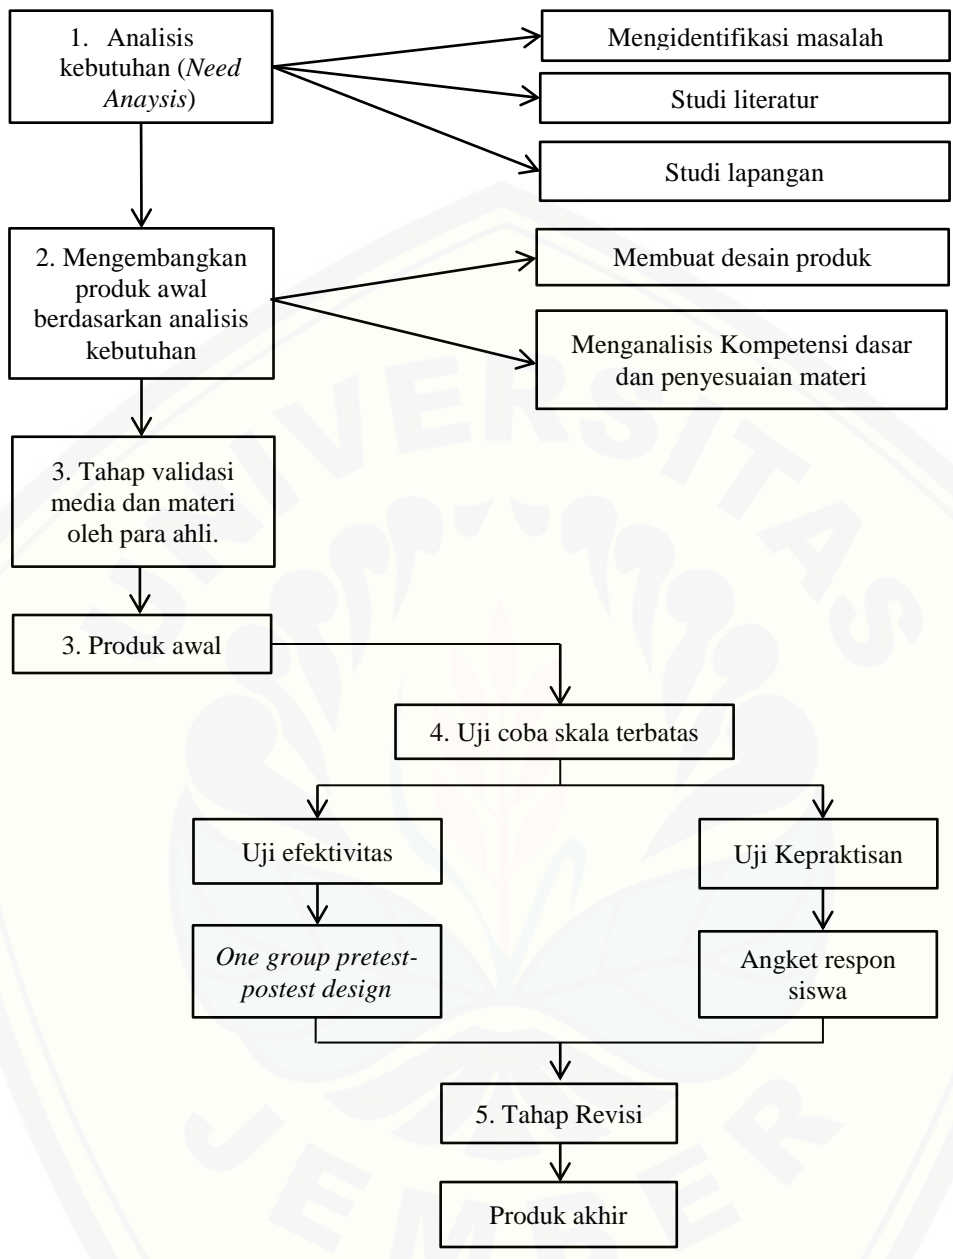 1. Analisis
kebutuhan (Need
Anaysis)
Mengidentifikasi masalah
Studi literatur
Studi lapangan
2. Mengembangkan
produk awal
berdasarkan analisis
kebutuhan
Membuat desain produk
Menganalisis Kompetensi dasar
dan penyesuaian materi
3. Tahap validasi
media dan materi
oleh para ahli.
3. Produk awal
4. Uji coba skala terbatas
Uji efektivitas
Uji Kepraktisan
One group pretest-
postest design
Angket respon
siswa
5. Tahap Revisi
Produk akhir
UNIVERSITAS
JEMBER